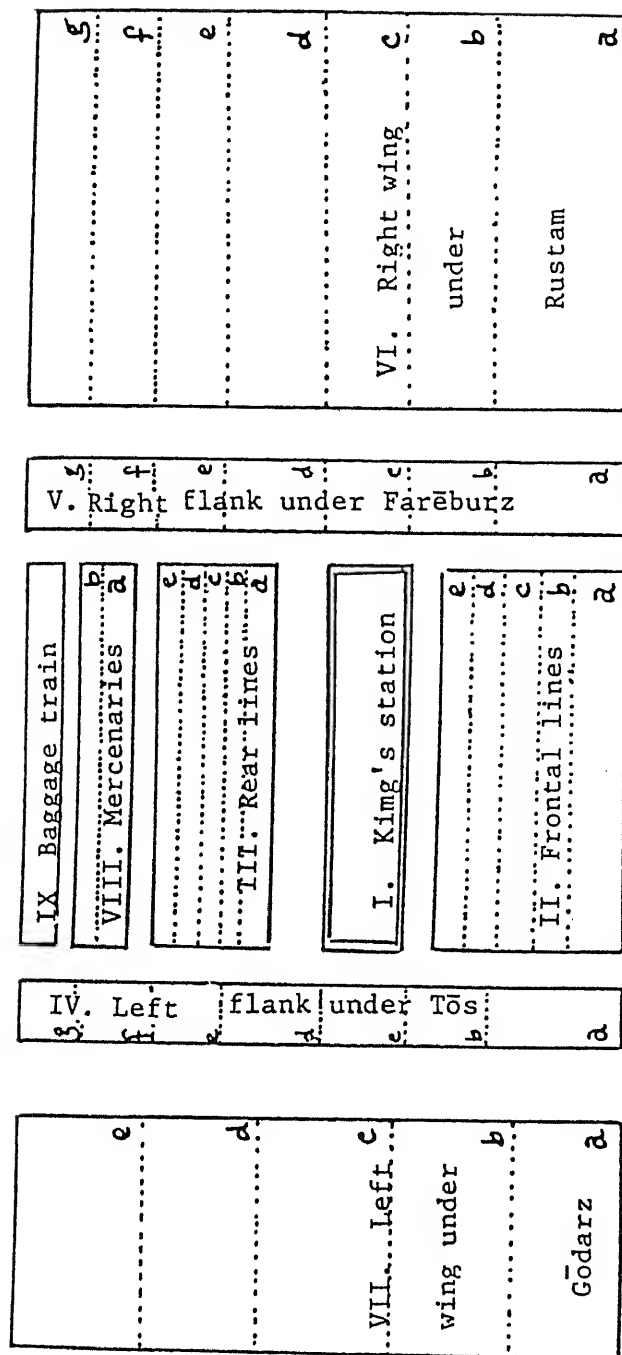 e
d
c
VII. Left
b
wing under
a
Gōdarz
IV. Left flank under Tōs
g
f
e
d
c
b
a
IX Baggage train
b
VIII. Mercenaries a
e
d
c
b
TIT. Rear lines a
I. Kimg's station
e
d
c
II. Frontal lines b
a
V. Right flank under Farēburz
g
f
e
d
c
b
a
g
f
e
d
VI. Right wing c
under b
Rustam a